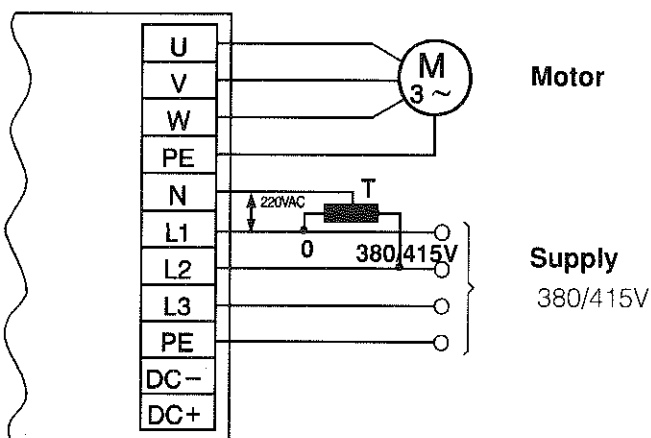 U
V
W
PE
N
L1
L2
L3
PE
DC−
DC+
M
3 ~
Motor
220VAC
T
0
380/415V
Supply
380/415V